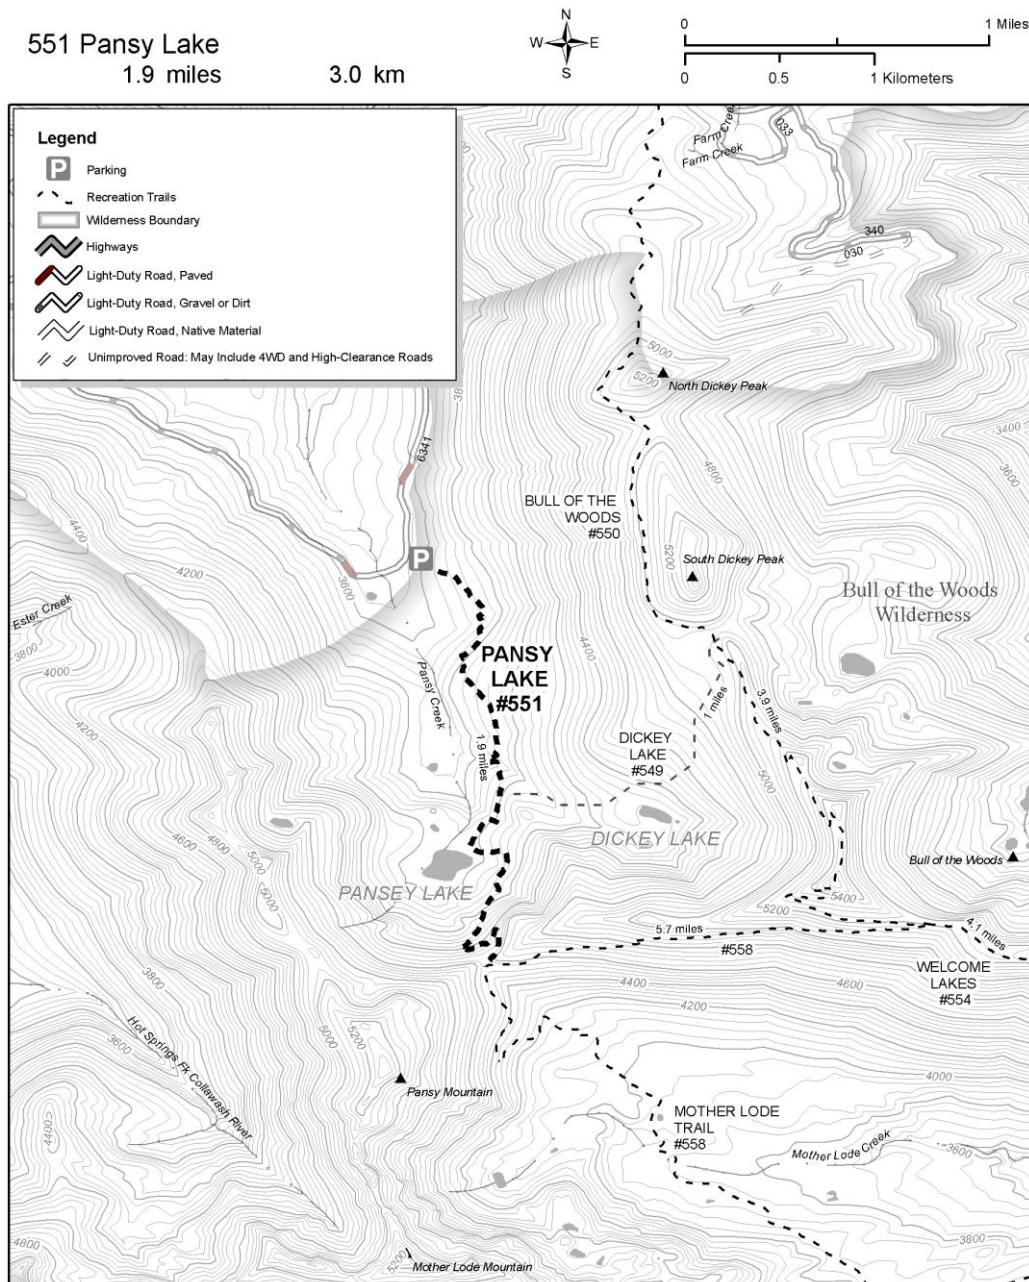 551 Pansy Lake
1.9 miles 3.0 km
N
W E
S
0 1 Miles
0 0.5 1 Kilometers
Legend
P
Parking
Recreation Trails
Wilderness Boundary
Highways
Light-Duty Road, Paved
Light-Duty Road, Gravel or Dirt
Light-Duty Road, Native Material
Unimproved Road: May Include 4WD and High-Clearance Roads
Farm Creek
Farm Creek
033
340
030
5000
5200
North Dickey Peak
3400
3600
6341
4800
4400
4200
BULL OF THE
WOODS
#550
5200
South Dickey Peak
P
3600
Bull of the Woods
Wilderness
Ester Creek
3800
4000
4400
PANSY
LAKE
#551
Pansy Creek
1.9 miles
1 miles
3.9 miles
4200
DICKEY
LAKE
#549
5000
DICKEY LAKE
4600
4800
5000
5000
PANSEY LAKE
Bull of the Woods
5400
5200
5.7 miles
#558
4.1 miles
WELCOME
LAKES
#554
4400
4600
4200
3800
3600
Hot Springs Fk Collawash River
5000
5200
Pansy Mountain
4000
MOTHER LODE
TRAIL
#558
Mother Lode Creek
3600
4400
3800
4800
5200
Mother Lode Mountain